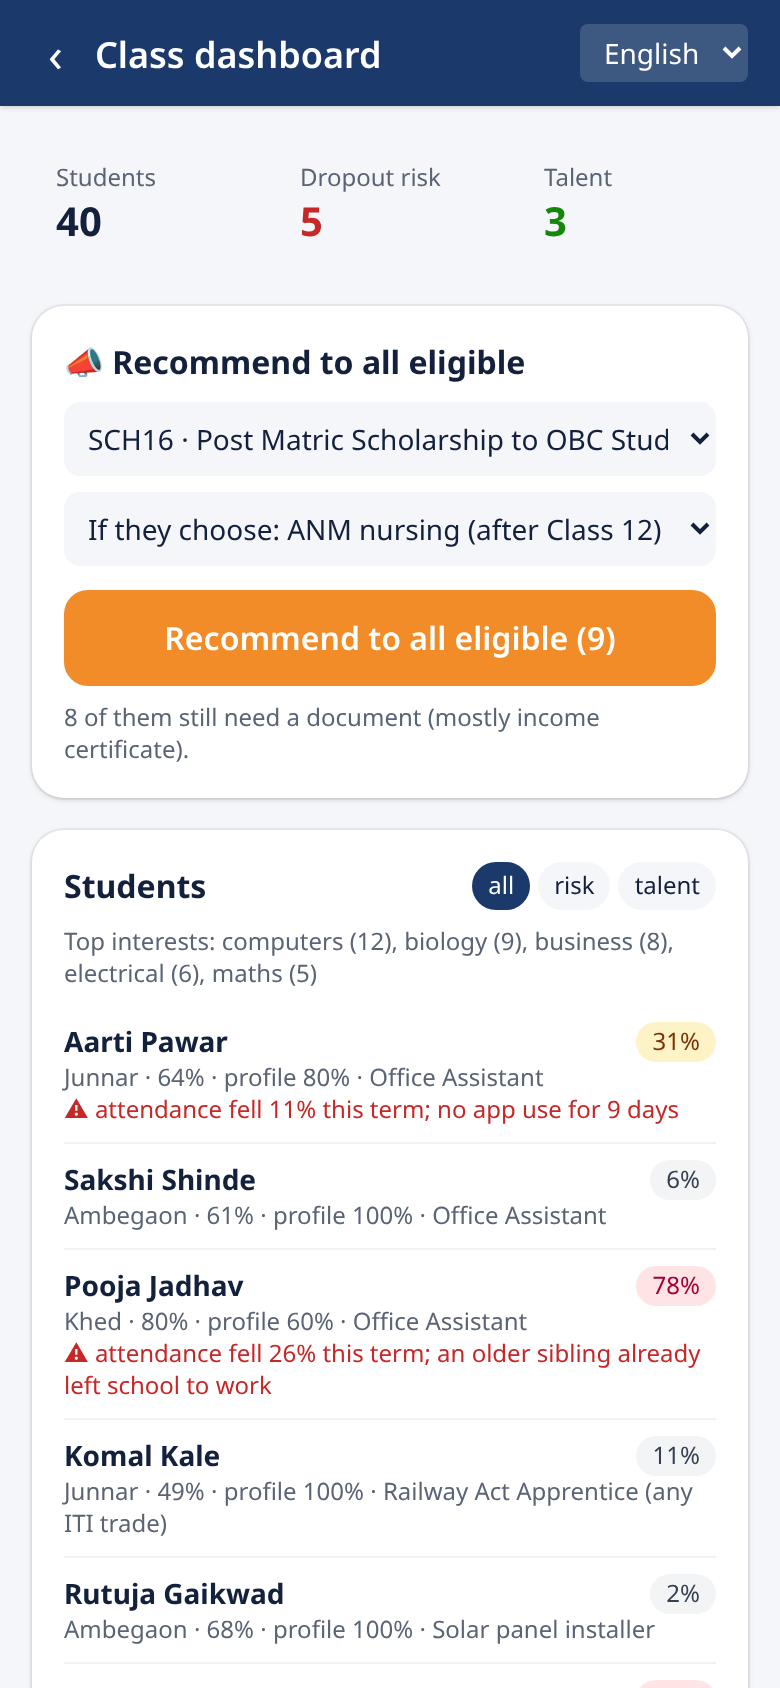 ‹ Class dashboard English
Students Dropout risk Talent
40 5 3
📣 Recommend to all eligible
SCH16 · Post Matric Scholarship to OBC Stud
If they choose: ANM nursing (after Class 12)
Recommend to all eligible (9)
8 of them still need a document (mostly income
certificate).
Students all risk talent
Top interests: computers (12), biology (9), business (8),
electrical (6), maths (5)
Aarti Pawar 31%
Junnar · 64% · profile 80% · Office Assistant
⚠ attendance fell 11% this term; no app use for 9 days
Sakshi Shinde 6%
Ambegaon · 61% · profile 100% · Office Assistant
Pooja Jadhav 78%
Khed · 80% · profile 60% · Office Assistant
⚠ attendance fell 26% this term; an older sibling already
left school to work
Komal Kale 11%
Junnar · 49% · profile 100% · Railway Act Apprentice (any
ITI trade)
Rutuja Gaikwad 2%
Ambegaon · 68% · profile 100% · Solar panel installer